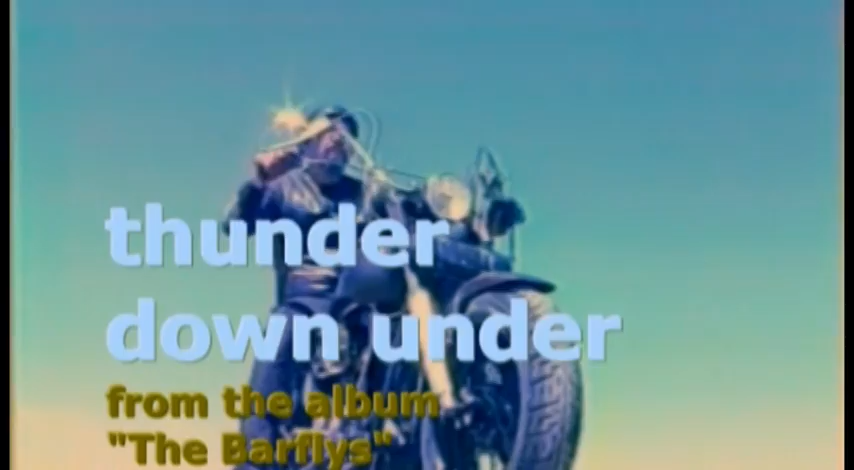 thunder
down under
from the album
"The Barflys"